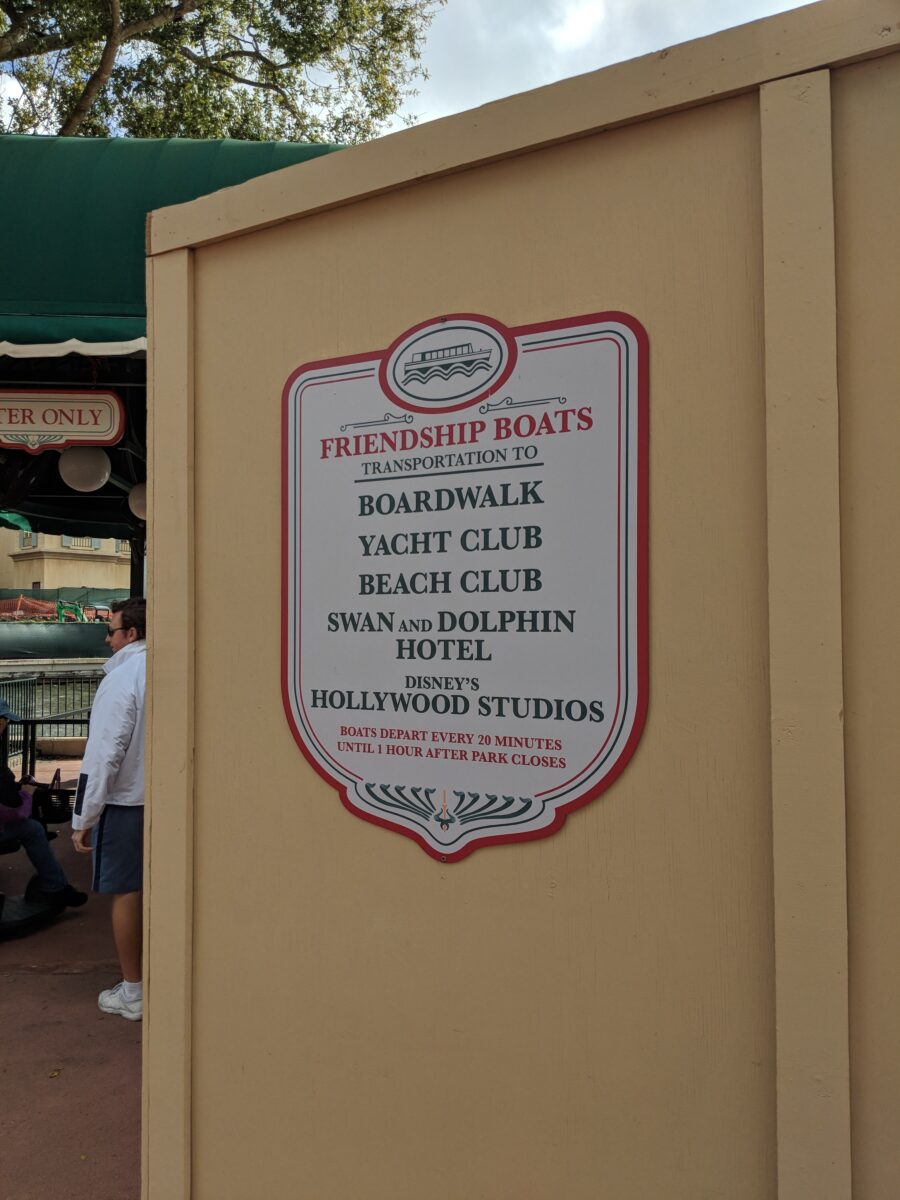 TER ONLY
FRIENDSHIP BOATS
TRANSPORTATION TO
BOARDWALK
YACHT CLUB
BEACH CLUB
SWAN AND DOLPHIN
HOTEL
DISNEY'S
HOLLYWOOD STUDIOS
BOATS DEPART EVERY 20 MINUTES
UNTIL 1 HOUR AFTER PARK CLOSES